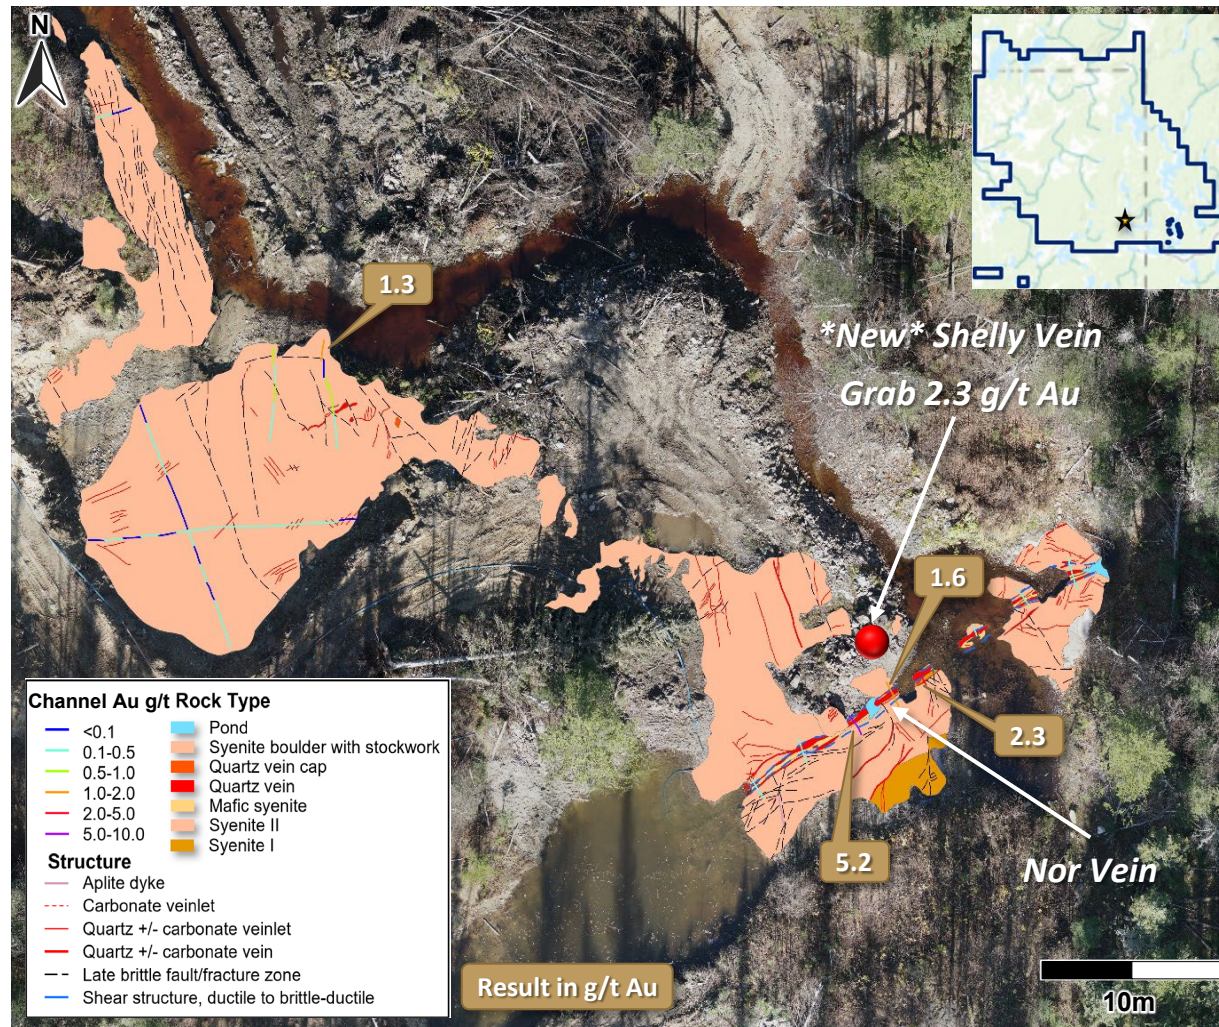 N
1.3
*New* Shelly Vein
Grab 2.3 g/t Au
1.6
2.3
5.2
Nor Vein
Channel Au g/t
<0.1
0.1-0.5
0.5-1.0
1.0-2.0
2.0-5.0
5.0-10.0
Rock Type
Pond
Syenite boulder with stockwork
Quartz vein cap
Quartz vein
Mafic syenite
Syenite II
Syenite I
Structure
Aplite dyke
Carbonate veinlet
Quartz +/- carbonate veinlet
Quartz +/- carbonate vein
Late brittle fault/fracture zone
Shear structure, ductile to brittle-ductile
Result in g/t Au
10m